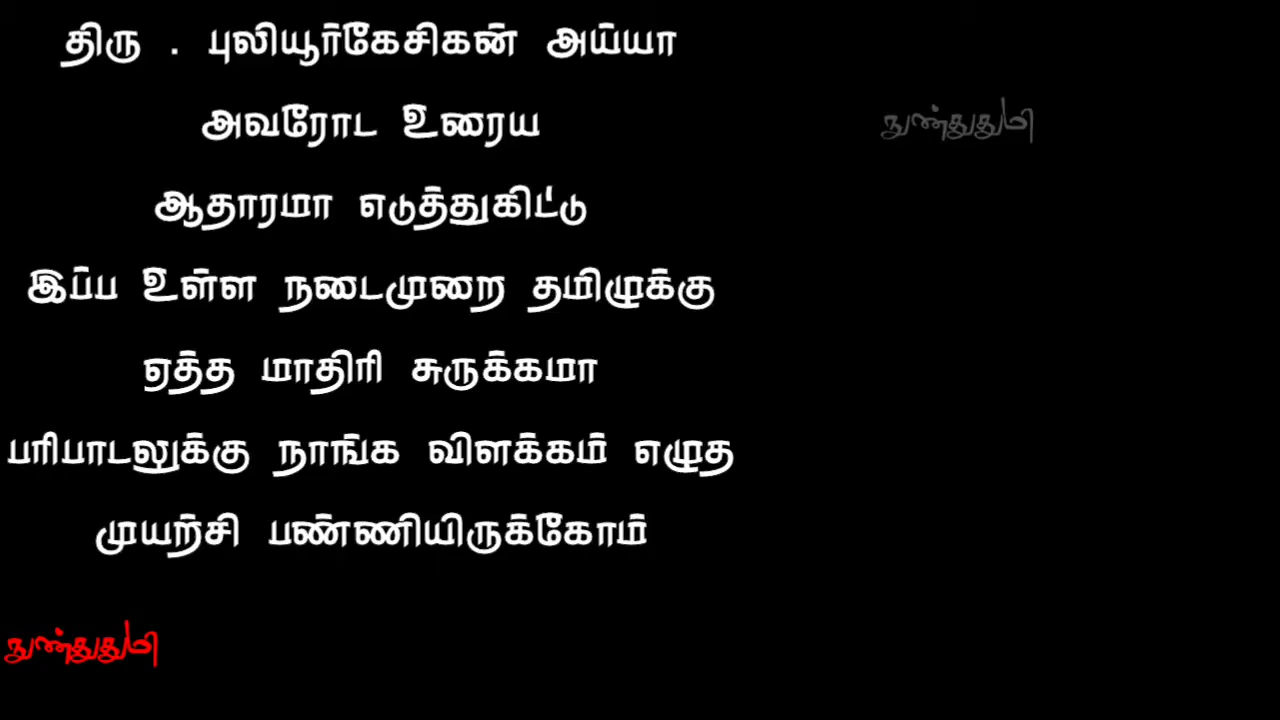 திரு . புலியூர்கேசிகன் அய்யா
அவரோட உரைய
ஆதாரமா எடுத்துகிட்டு
இப்ப உள்ள நடைமுறை தமிழுக்கு
ஏத்த மாதிரி சுருக்கமா
பரிபாடலுக்கு நாங்க விளக்கம் எழுத
முயற்சி பண்ணியிருக்கோம்